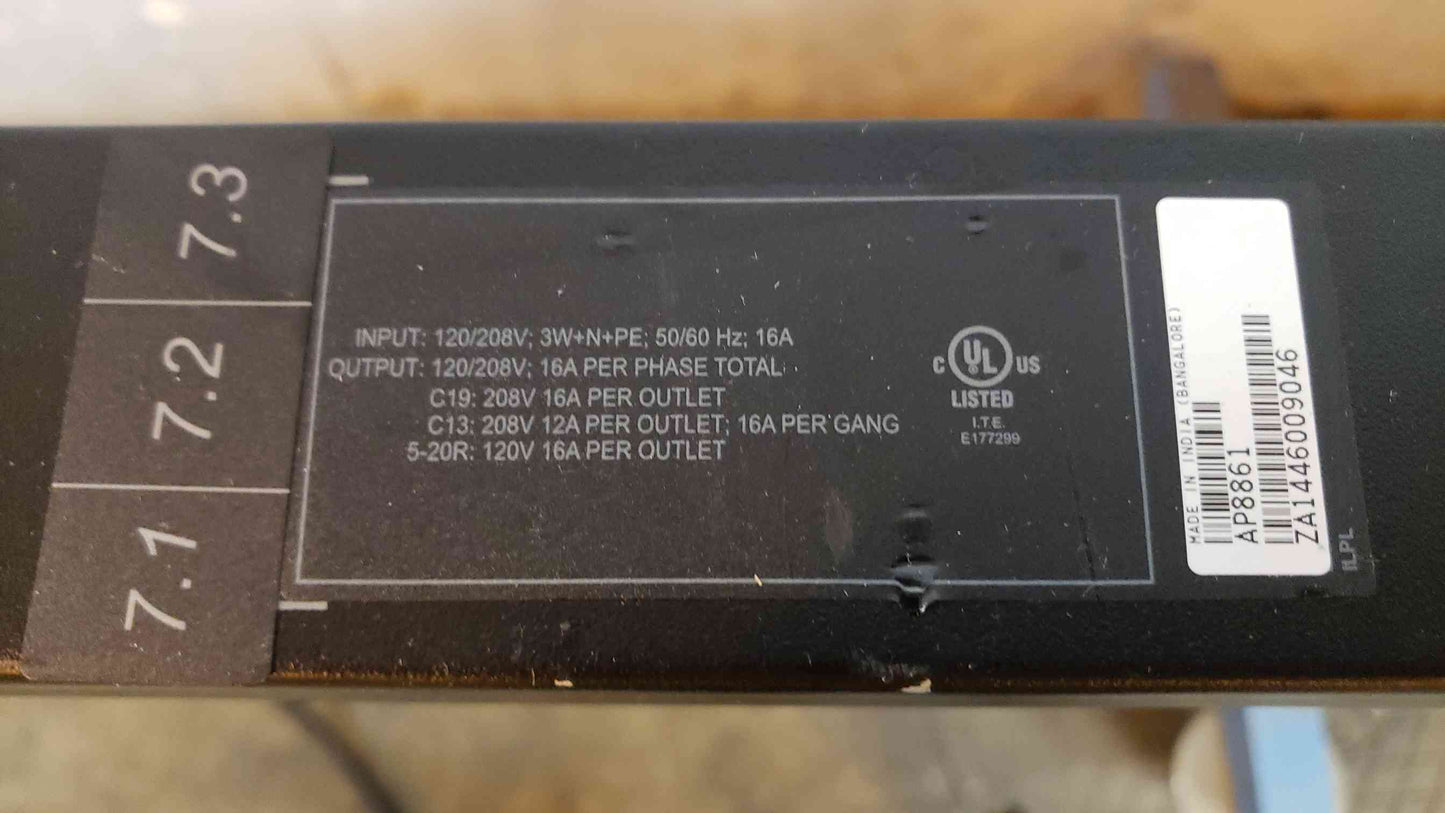 7.3
7.2
7.1
INPUT: 120/208V; 3W+N+PE; 50/60 Hz; 16A
OUTPUT: 120/208V; 16A PER PHASE TOTAL
C19: 208V 16A PER OUTLET
C13: 208V 12A PER OUTLET; 16A PER GANG
5-20R: 120V 16A PER OUTLET
C UL US
LISTED
I.T.E.
E177299
MADE IN INDIA (BANGALORE)
AP8861
ZA1446009046
ILPL